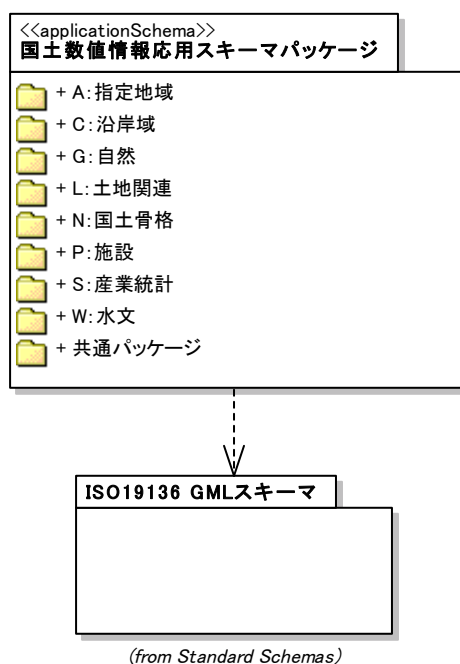 <<applicationSchema>>
国土数値情報応用スキーマパッケージ
+ A:指定地域
+ C:沿岸域
+ G:自然
+ L:土地関連
+ N:国土骨格
+ P:施設
+ S:産業統計
+ W:水文
+ 共通パッケージ
ISO19136 GMLスキーマ
(from Standard Schemas)